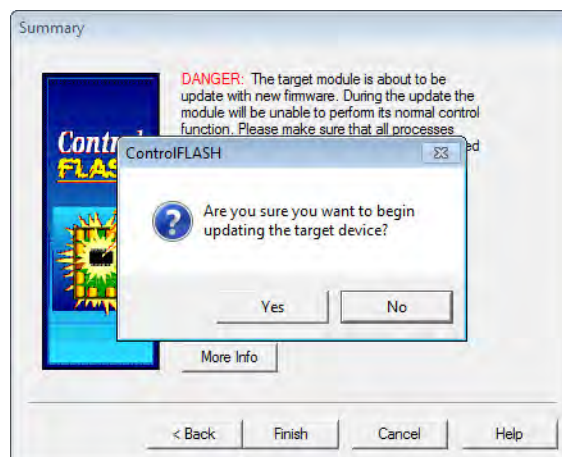 Summary
DANGER: The target module is about to be
update with new firmware. During the update the
module will be unable to perform its normal control
function. Please make sure that all processes
ed
ControlFLASH
Are you sure you want to begin
updating the target device?
Yes
No
More Info
< Back
Finish
Cancel
Help